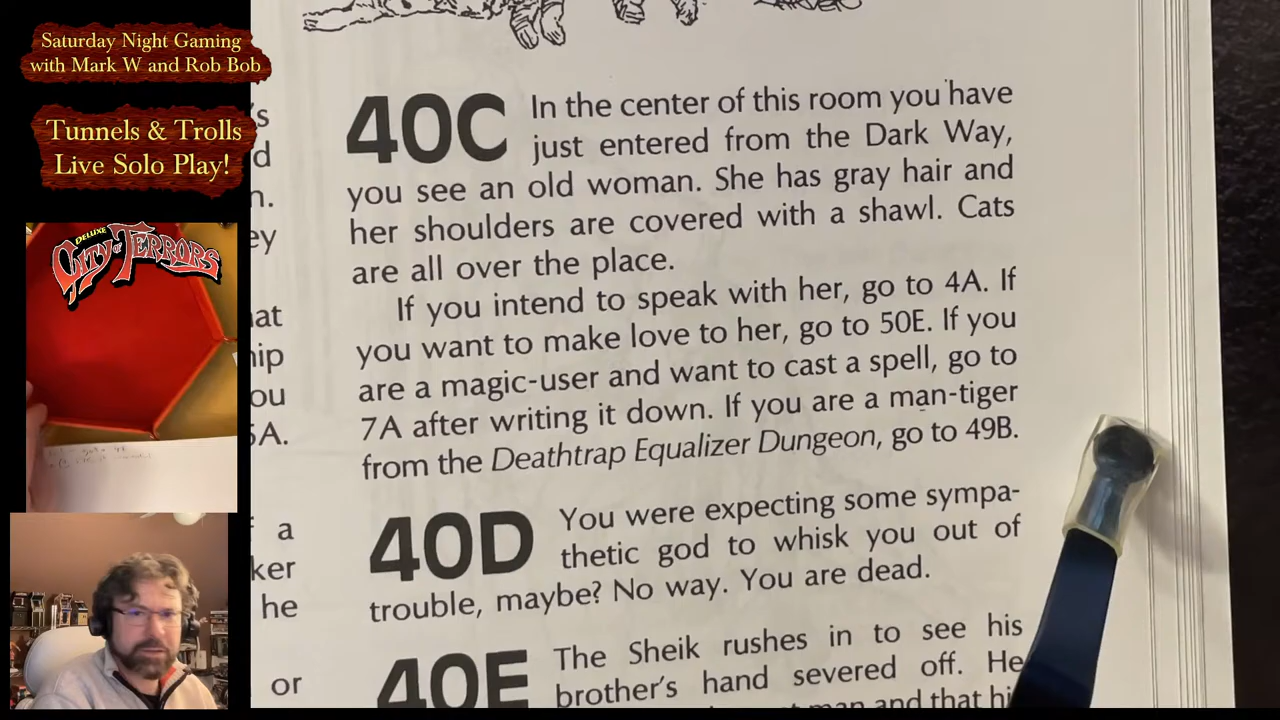 Saturday Night Gaming
with Mark W and Rob Bob
Tunnels & Trolls
Live Solo Play!
DELUXE
CITY OF TERRORS
40C In the center of this room you have
just entered from the Dark Way,
you see an old woman. She has gray hair and
her shoulders are covered with a shawl. Cats
are all over the place.
If you intend to speak with her, go to 4A. If
you want to make love to her, go to 50E. If you
are a magic-user and want to cast a spell, go to
7A after writing it down. If you are a man-tiger
from the Deathtrap Equalizer Dungeon, go to 49B.
40D You were expecting some sympa-
thetic god to whisk you out of
trouble, maybe? No way. You are dead.
40E The Sheik rushes in to see his
brother's hand severed off. He
and that